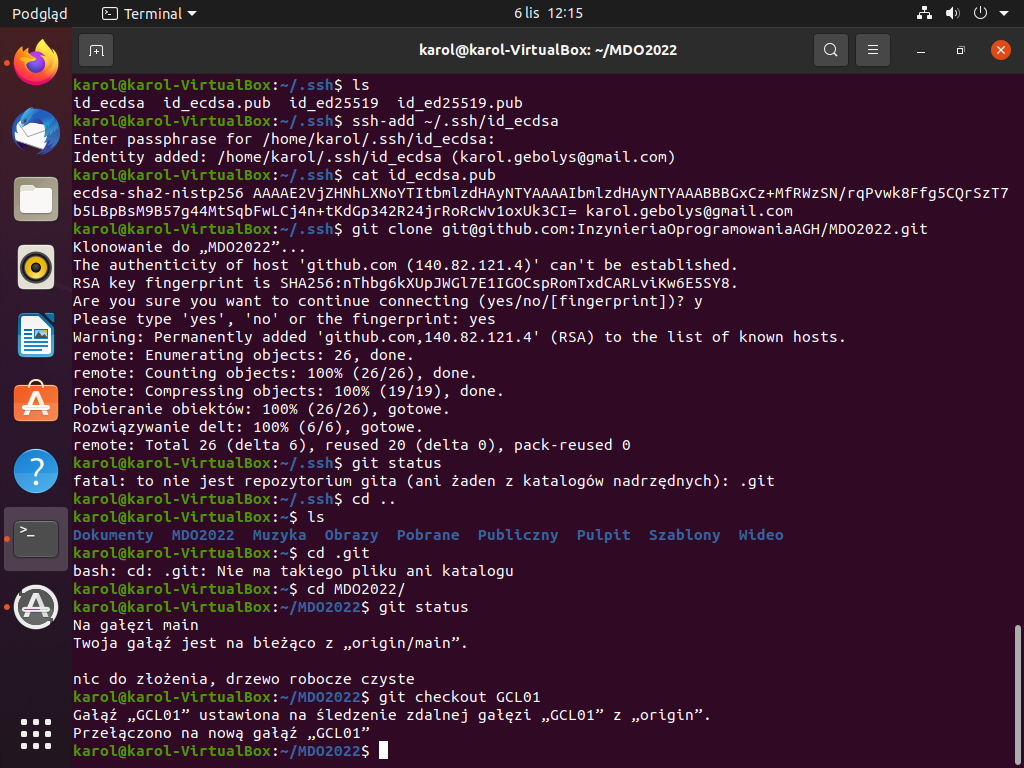 Podgląd
Terminal
6 lis 12:15
karol@karol-VirtualBox: ~/MDO2022
karol@karol-VirtualBox:~/.ssh$ ls
id_ecdsa  id_ecdsa.pub  id_ed25519  id_ed25519.pub
karol@karol-VirtualBox:~/.ssh$ ssh-add ~/.ssh/id_ecdsa
Enter passphrase for /home/karol/.ssh/id_ecdsa:
Identity added: /home/karol/.ssh/id_ecdsa (karol.gebolys@gmail.com)
karol@karol-VirtualBox:~/.ssh$ cat id_ecdsa.pub
ecdsa-sha2-nistp256 AAAAE2VjZHNhLXNoYTItbmlzdHAyNTYAAAAIbmlzdHAyNTYAAABBBGxCz+MfRWzSN/rqPvwk8Ffg5CQrSzT7
b5LBpBsM9B57g44MtSqbFwLCj4n+tKdGp342R24jrRoRcWv1oxUk3CI= karol.gebolys@gmail.com
karol@karol-VirtualBox:~/.ssh$ git clone git@github.com:InzynieriaOprogramowaniaAGH/MDO2022.git
Klonowanie do „MDO2022”...
The authenticity of host 'github.com (140.82.121.4)' can't be established.
RSA key fingerprint is SHA256:nThbg6kXUpJWGl7E1IGOCspRomTxdCARLviKw6E5SY8.
Are you sure you want to continue connecting (yes/no/[fingerprint])? y
Please type 'yes', 'no' or the fingerprint: yes
Warning: Permanently added 'github.com,140.82.121.4' (RSA) to the list of known hosts.
remote: Enumerating objects: 26, done.
remote: Counting objects: 100% (26/26), done.
remote: Compressing objects: 100% (19/19), done.
Pobieranie obiektów: 100% (26/26), gotowe.
Rozwiązywanie delt: 100% (6/6), gotowe.
remote: Total 26 (delta 6), reused 20 (delta 0), pack-reused 0
karol@karol-VirtualBox:~/.ssh$ git status
fatal: to nie jest repozytorium gita (ani żaden z katalogów nadrzędnych): .git
karol@karol-VirtualBox:~/.ssh$ cd ..
karol@karol-VirtualBox:~$ ls
Dokumenty  MDO2022  Muzyka  Obrazy  Pobrane  Publiczny  Pulpit  Szablony  Wideo
karol@karol-VirtualBox:~$ cd .git
bash: cd: .git: Nie ma takiego pliku ani katalogu
karol@karol-VirtualBox:~$ cd MDO2022/
karol@karol-VirtualBox:~/MDO2022$ git status
Na gałęzi main
Twoja gałąź jest na bieżąco z „origin/main”.
nic do złożenia, drzewo robocze czyste
karol@karol-VirtualBox:~/MDO2022$ git checkout GCL01
Gałąź „GCL01” ustawiona na śledzenie zdalnej gałęzi „GCL01” z „origin”.
Przełączono na nową gałąź „GCL01”
karol@karol-VirtualBox:~/MDO2022$